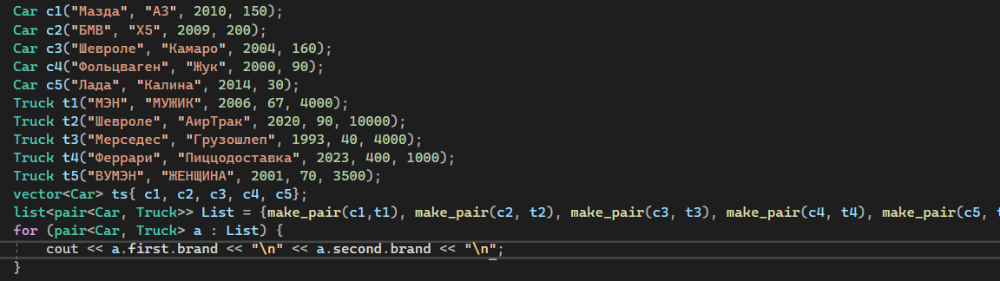 Car c1("Мазда", "А3", 2010, 150);
Car c2("БМВ", "Х5", 2009, 200);
Car c3("Шевроле", "Камаро", 2004, 160);
Car c4("Фольцваген", "Жук", 2000, 90);
Car c5("Лада", "Калина", 2014, 30);
Truck t1("МЭН", "МУЖИК", 2006, 67, 4000);
Truck t2("Шевроле", "АирТрак", 2020, 90, 10000);
Truck t3("Мерседес", "Грузошлеп", 1993, 40, 4000);
Truck t4("Феррари", "Пиццодоставка", 2023, 400, 1000);
Truck t5("ВУМЭН", "ЖЕНЩИНА", 2001, 70, 3500);
vector<Car> ts{ c1, c2, c3, c4, c5};
list<pair<Car, Truck>> List = {make_pair(c1,t1), make_pair(c2, t2), make_pair(c3, t3), make_pair(c4, t4), make_pair(c5,
for (pair<Car, Truck> a : List) {
cout << a.first.brand << "\n" << a.second.brand << "\n";
}